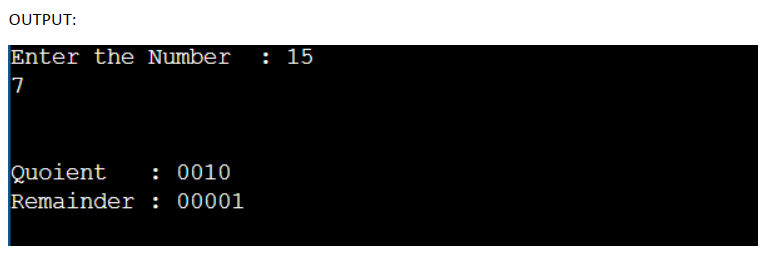 OUTPUT:
Enter the Number  : 15
7
Quoient   : 0010
Remainder : 00001